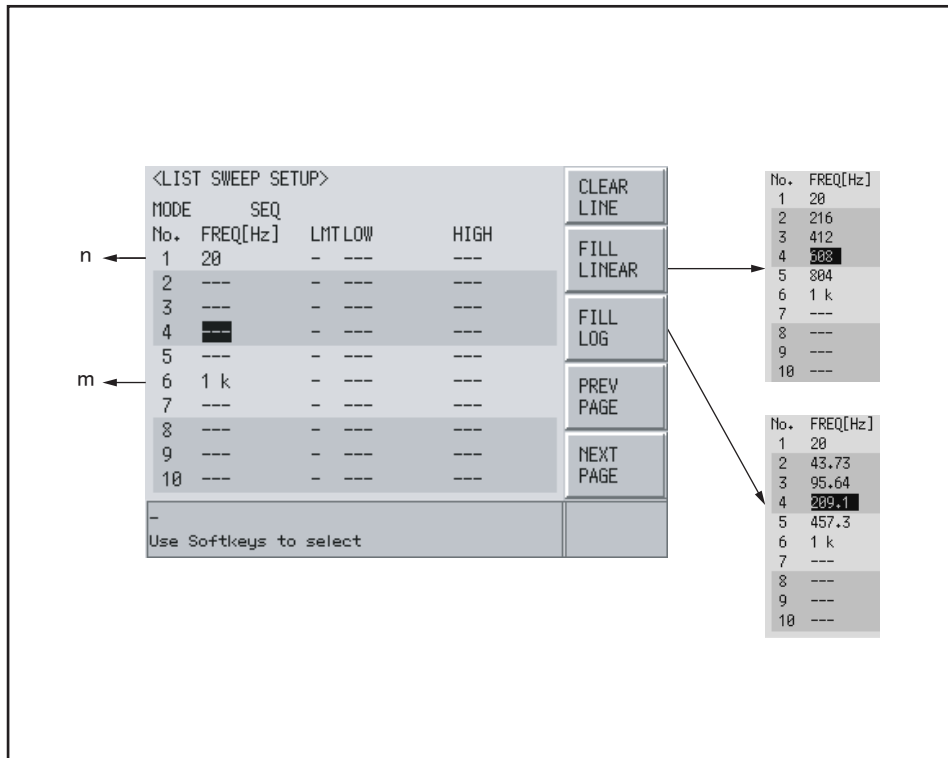 <LIST SWEEP SETUP>
MODE SEQ
No. FREQ[Hz] LMT LOW HIGH
1 20 - --- ---
2 --- - --- ---
3 --- - --- ---
4 --- - --- ---
5 --- - --- ---
6 1 k - --- ---
7 --- - --- ---
8 --- - --- ---
9 --- - --- ---
10 --- - --- ---
-
Use Softkeys to select
n
m
CLEAR
LINE
FILL
LINEAR
FILL
LOG
PREV
PAGE
NEXT
PAGE
No. FREQ[Hz]
1 20
2 216
3 412
4 608
5 804
6 1 k
7 ---
8 ---
9 ---
10 ---
No. FREQ[Hz]
1 20
2 43.73
3 95.64
4 209.1
5 457.3
6 1 k
7 ---
8 ---
9 ---
10 ---